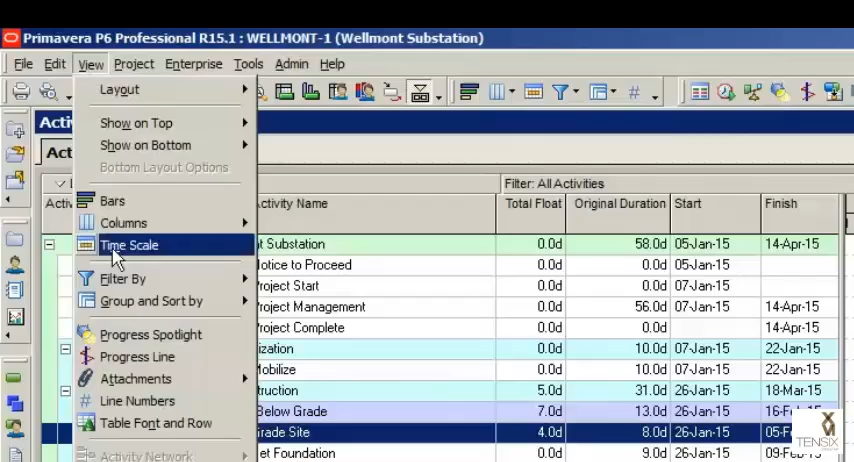 Primavera P6 Professional R15.1 : WELLMONT-1 (Wellmont Substation)
File Edit View Project Enterprise Tools Admin Help
Layout
Show on Top
Show on Bottom
Bottom Layout Options
Bars
Columns
Time Scale
Filter By
Group and Sort by
Progress Spotlight
Progress Line
Attachments
Line Numbers
Table Font and Row
Activity Network
Filter: All Activities
Activity Name Total Float Original Duration Start Finish
Substation 0.0d 58.0d 05-Jan-15 14-Apr-15
Notice to Proceed 0.0d 0.0d 05-Jan-15
Project Start 0.0d 0.0d 07-Jan-15
Project Management 0.0d 56.0d 07-Jan-15 14-Apr-15
Project Complete 0.0d 0.0d 14-Apr-15
ization 0.0d 10.0d 07-Jan-15 22-Jan-15
Mobilize 0.0d 10.0d 07-Jan-15 22-Jan-15
truction 5.0d 31.0d 26-Jan-15 18-Mar-15
Below Grade 7.0d 13.0d 26-Jan-15 16-F
Grade Site 4.0d 8.0d 26-Jan-15 05-F
et Foundation 0.0d 9.0d 26-Jan-15 09-F
TENSIX